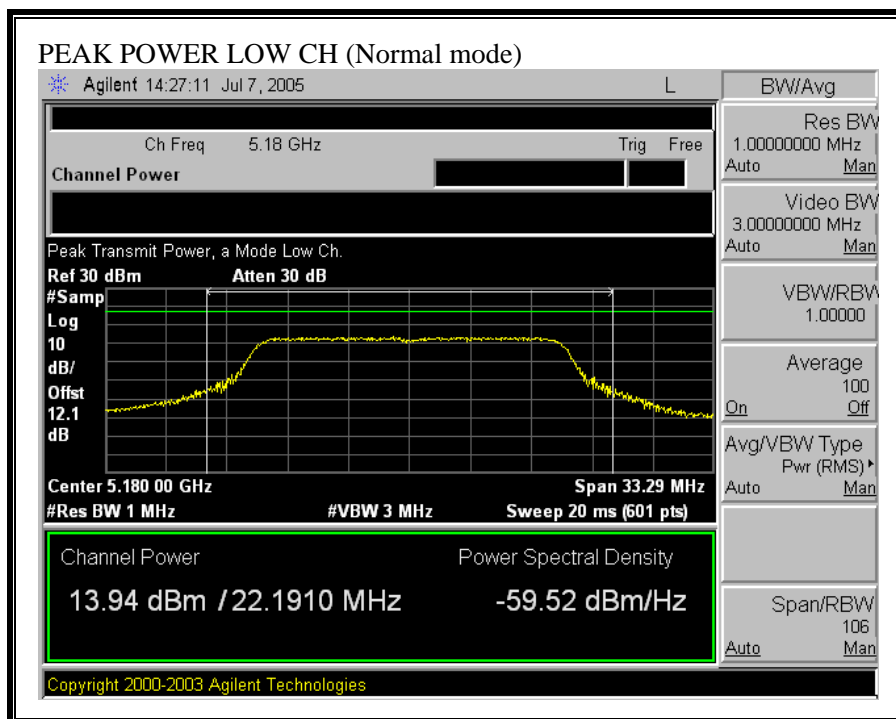 PEAK POWER LOW CH (Normal mode)
Agilent 14:27:11 Jul 7, 2005 L
BW/Avg
Ch Freq 5.18 GHz Trig Free
Channel Power
Res BW
1.00000000 MHz
Auto Man
Video BW
3.00000000 MHz
Auto Man
Peak Transmit Power, a Mode Low Ch.
Ref 30 dBm Atten 30 dB
#Samp
Log
10
dB/
Offst
12.1
dB
VBW/RBW
1.00000
Average
100
On Off
Avg/VBW Type
Pwr (RMS)
Auto Man
Center 5.180 00 GHz Span 33.29 MHz
#Res BW 1 MHz #VBW 3 MHz Sweep 20 ms (601 pts)
Channel Power Power Spectral Density
13.94 dBm / 22.1910 MHz -59.52 dBm/Hz
Span/RBW
106
Auto Man
Copyright 2000-2003 Agilent Technologies